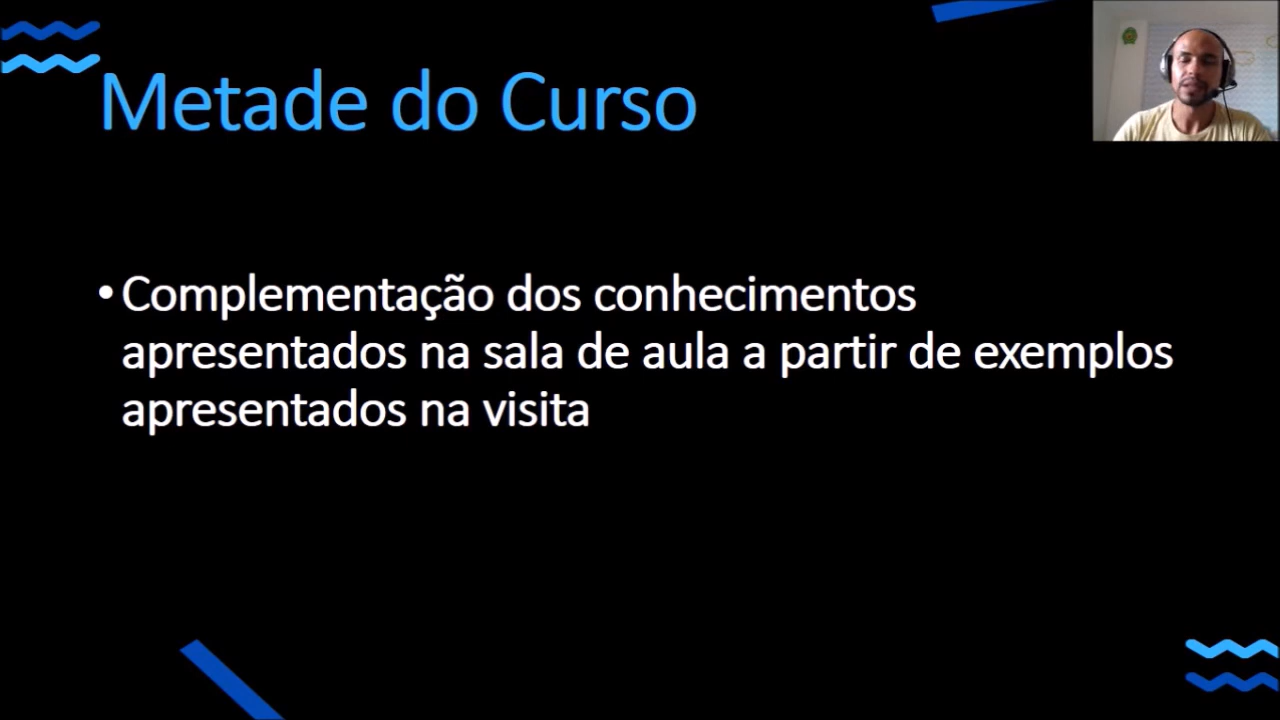 Metade do Curso
• Complementação dos conhecimentos
apresentados na sala de aula a partir de exemplos
apresentados na visita